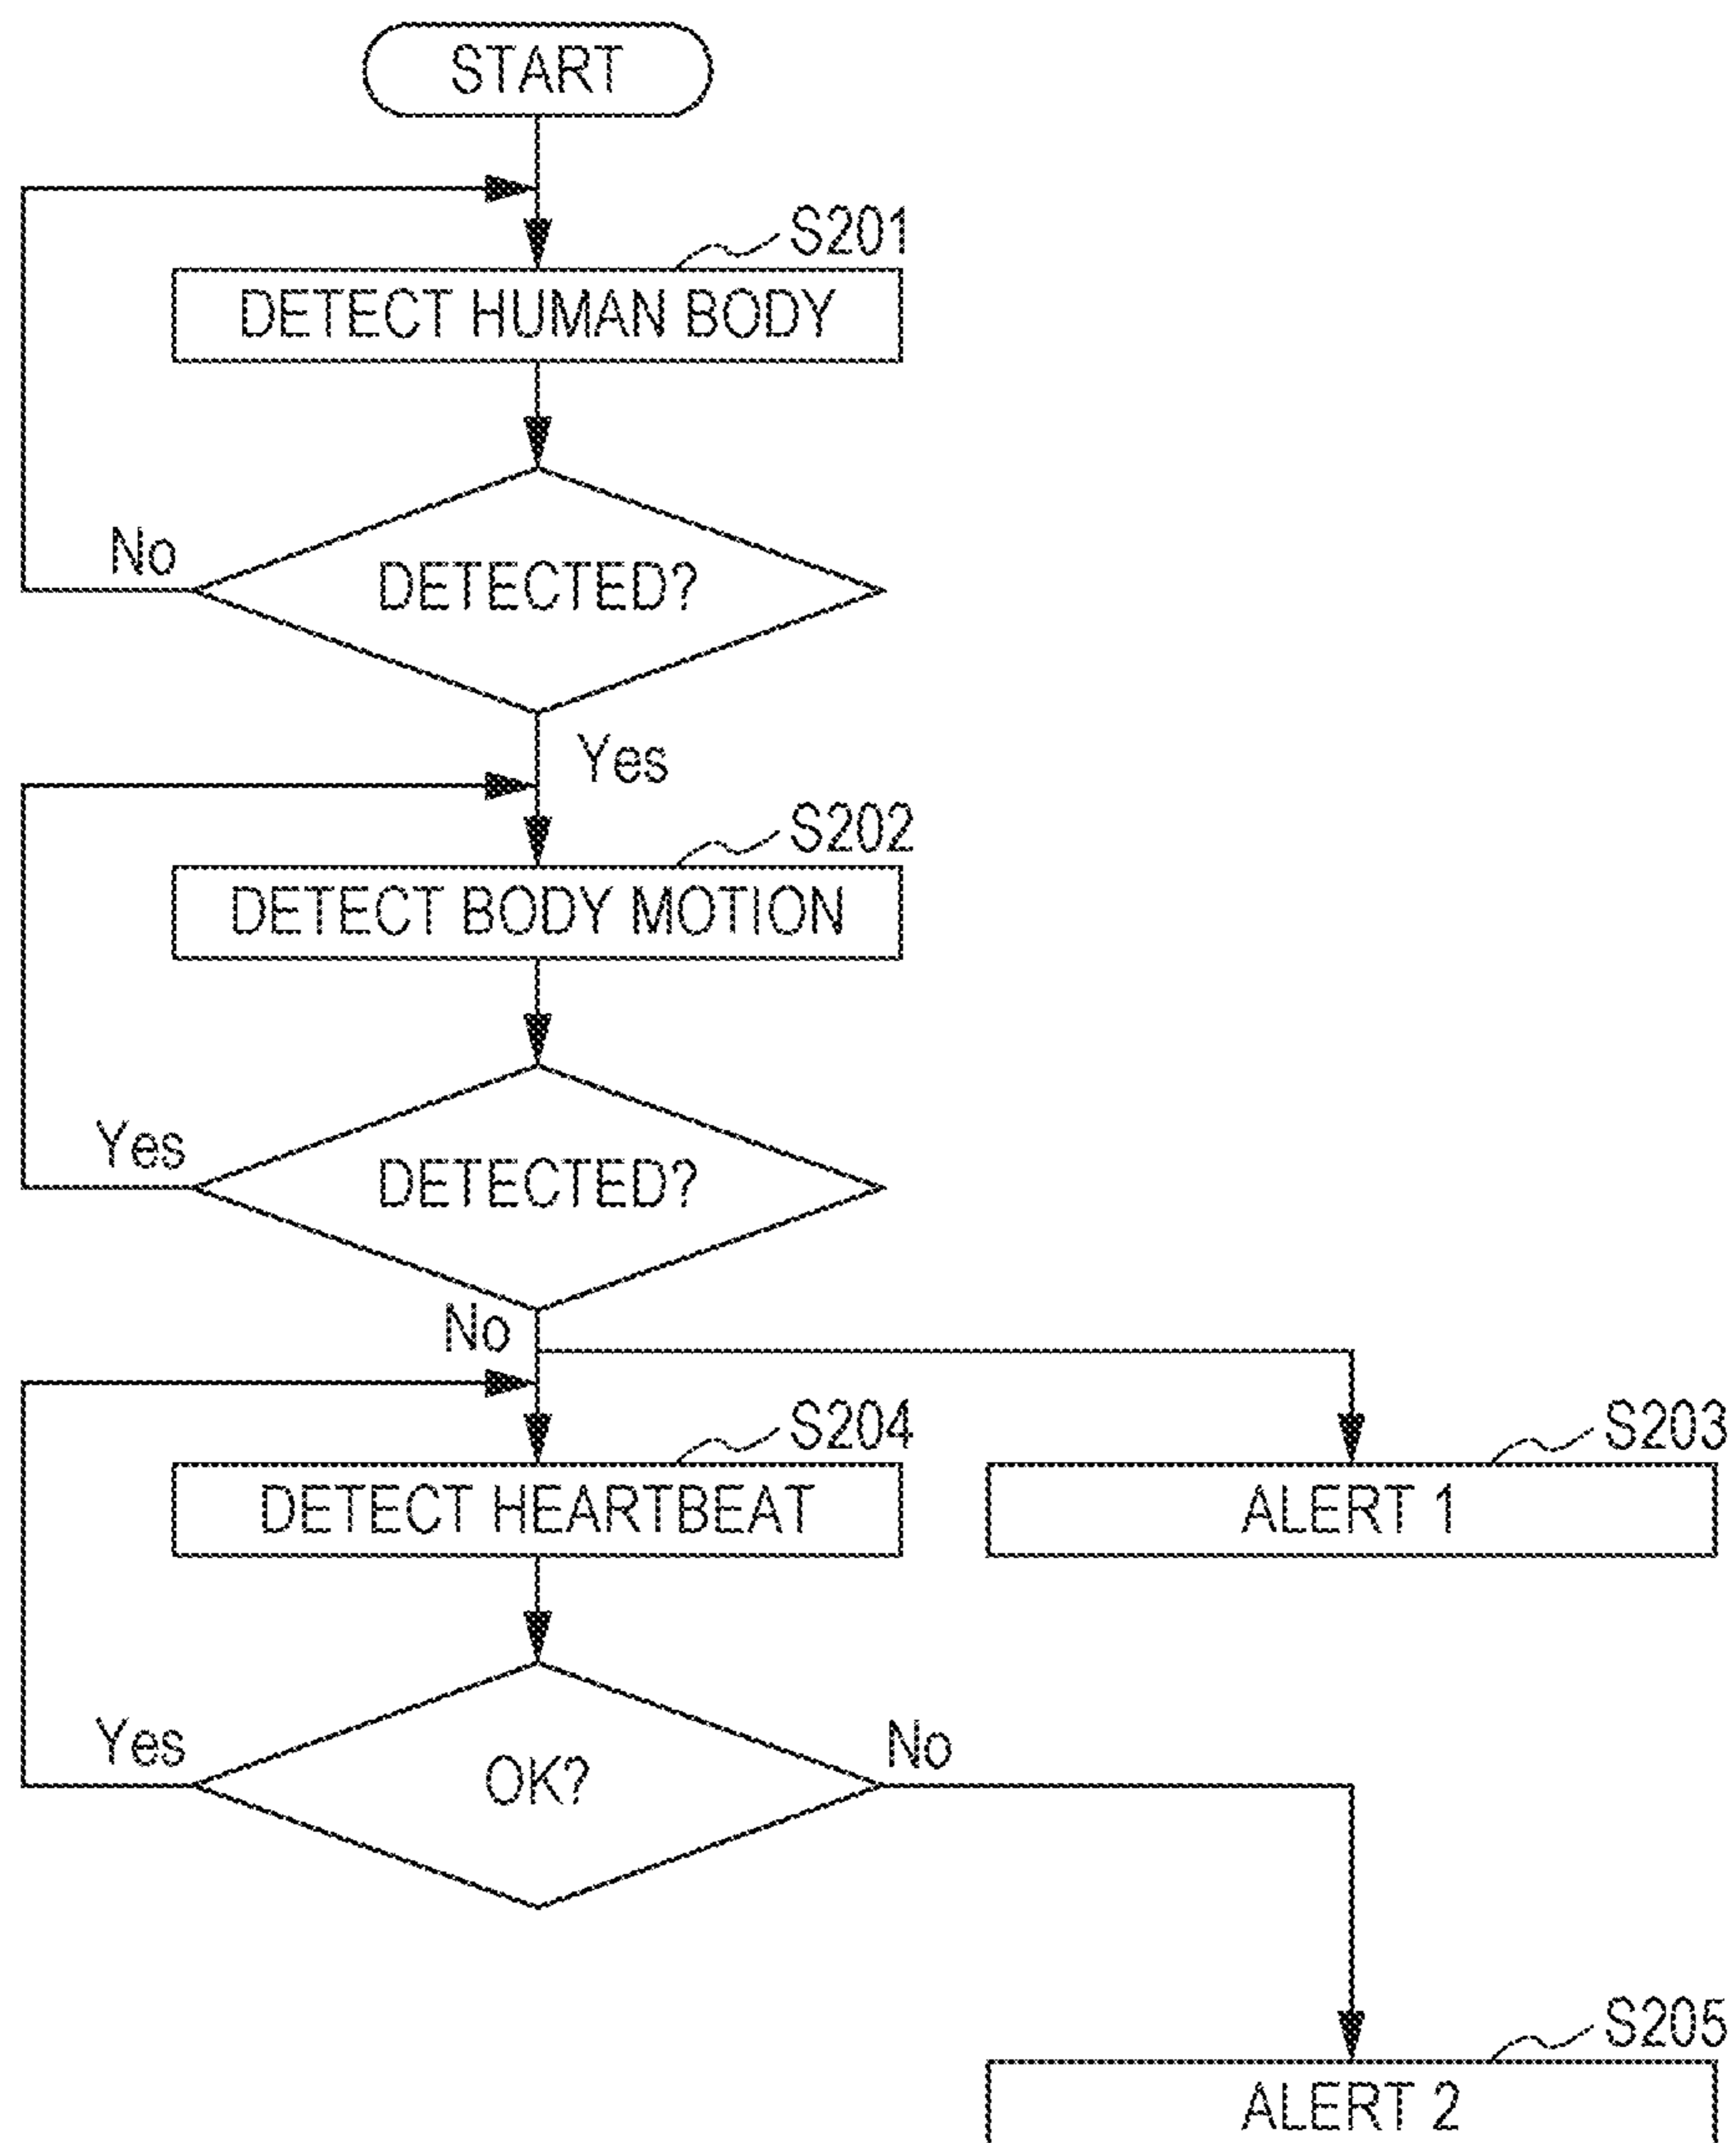 START
S201
DETECT HUMAN BODY
No
DETECTED?
Yes
S202
DETECT BODY MOTION
Yes
DETECTED?
No
S204
S203
DETECT HEARTBEAT
ALERT 1
Yes
No
OK?
S205
ALERT 2